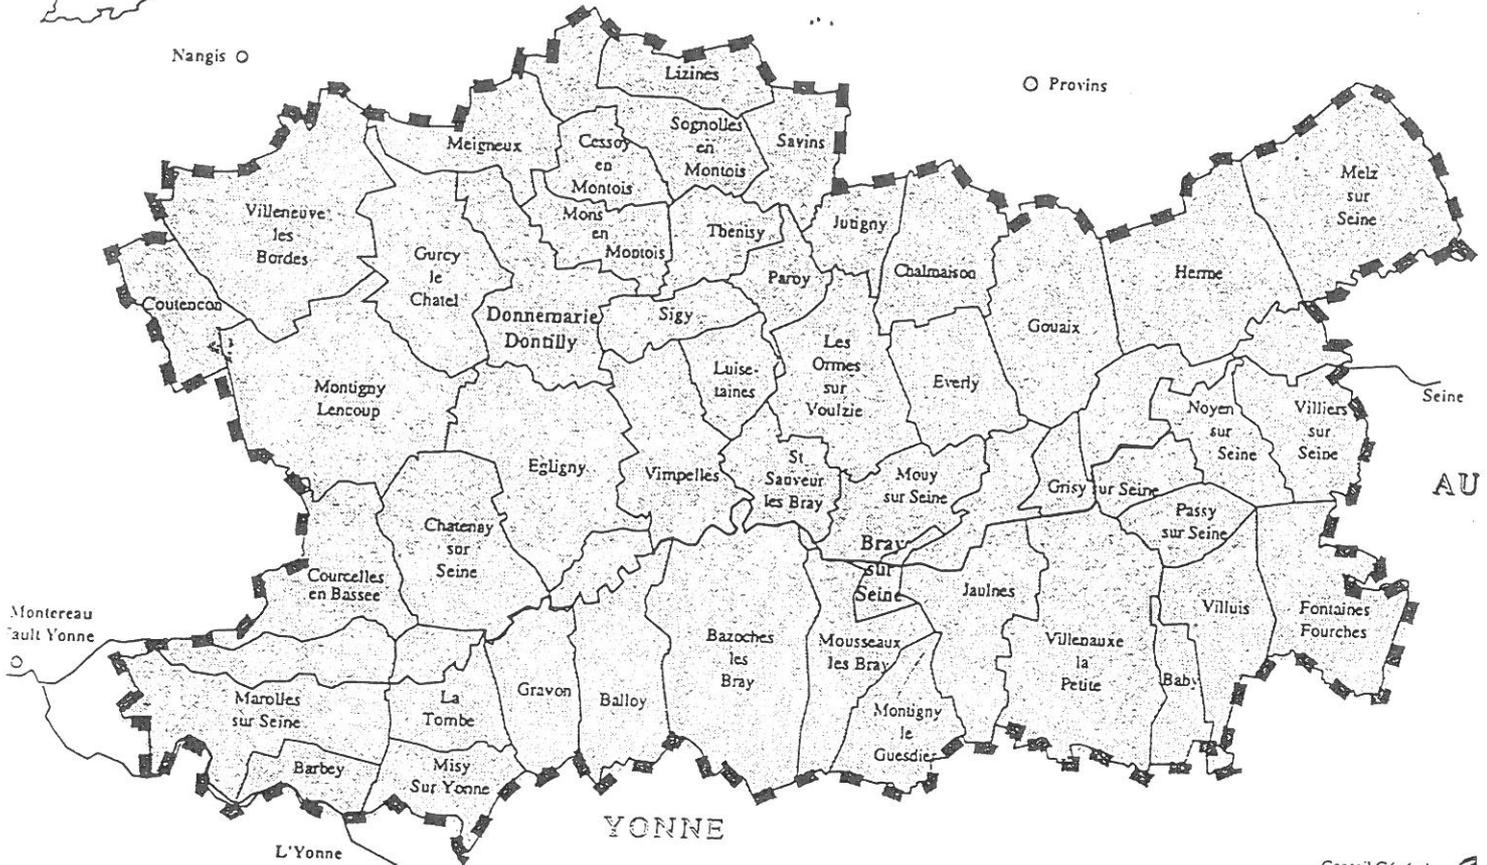 Nangis
Provins
Lizines
Meigneux
Cessoy
en
Montois
Sognolles
en
Montois
Savins
Melz
sur
Seine
Villeneuve
les
Bordes
Mons
en
Montois
Thenisy
Jutigny
Gurcy
le
Chatel
Paroy
Chalmaison
Herme
Coutencon
Donnemarie
Dontilly
Sigy
Gouaix
Les
Ormes
sur
Voulzie
Luise-
taines
Everly
Montigny
Lencoup
Seine
Noyen
sur
Seine
Villiers
sur
Seine
Egligny
Vimpelles
St
Sauveur
les Bray
Mouy
sur Seine
Grisy sur Seine
AU
Passy
sur Seine
Chatenay
sur
Seine
Bray
sur
Seine
Courcelles
en Bassee
Jaulnes
Villuis
Fontaines
Fourches
Montereau
fault Yonne
Bazoches
les
Bray
Mousseaux
les Bray
Villenauxe
la
Petite
Baby
Marolles
sur Seine
La
Tombe
Gravon
Balloy
Montigny
le
Guesdier
Barbey
Misy
Sur Yonne
YONNE
L'Yonne